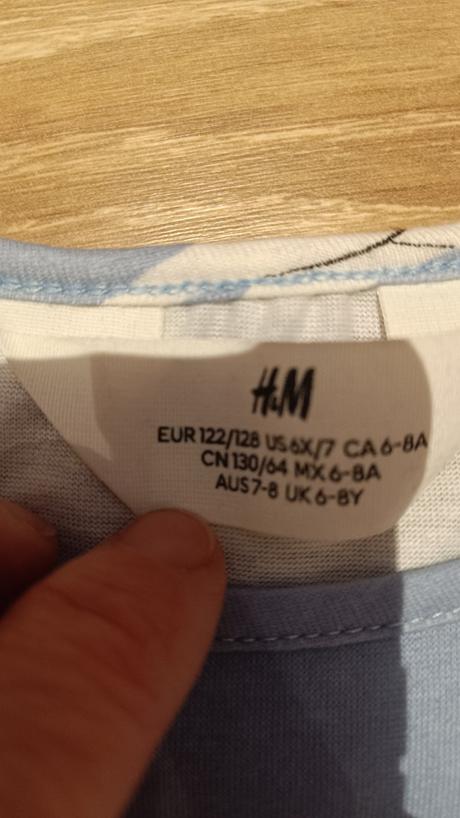 H&M
EUR 122/128 US 6X/7 CA 6-8A
CN 130/64 MX 6-8A
AUS 7-8 UK 6-8Y